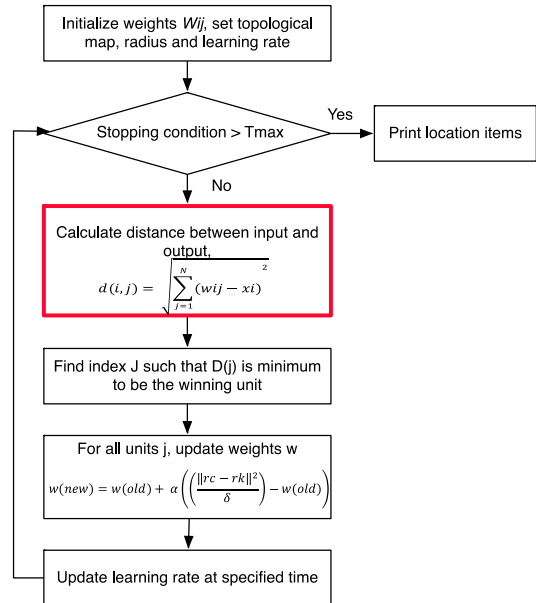 Initialize weights Wij, set topological
map, radius and learning rate
Stopping condition > Tmax
Yes
Print location items
No
Calculate distance between input and
output,
d(i,j) = √∑_{j=1}^{N}(wij − xi)^2
Find index J such that D(j) is minimum
to be the winning unit
For all units j, update weights w
w(new) = w(old) + α((‖rc − rk‖^2/δ) − w(old))
Update learning rate at specified time